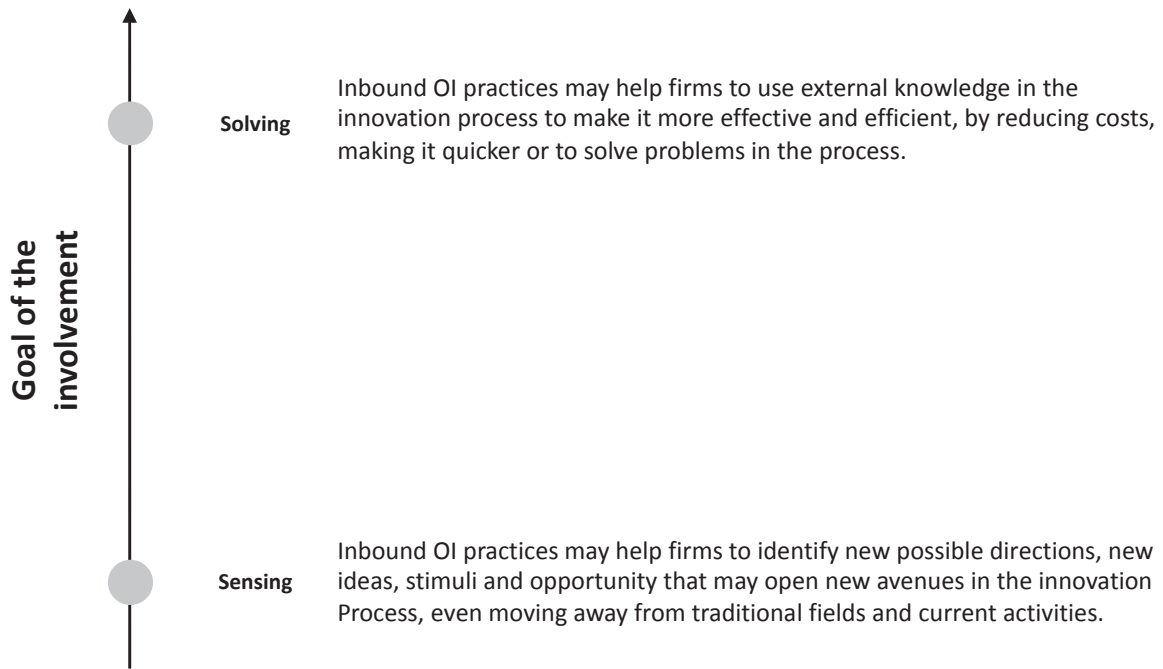 Solving
Inbound OI practices may help firms to use external knowledge in the
innovation process to make it more effective and efficient, by reducing costs,
making it quicker or to solve problems in the process.
Goal of the
involvement
Sensing
Inbound OI practices may help firms to identify new possible directions, new
ideas, stimuli and opportunity that may open new avenues in the innovation
Process, even moving away from traditional fields and current activities.